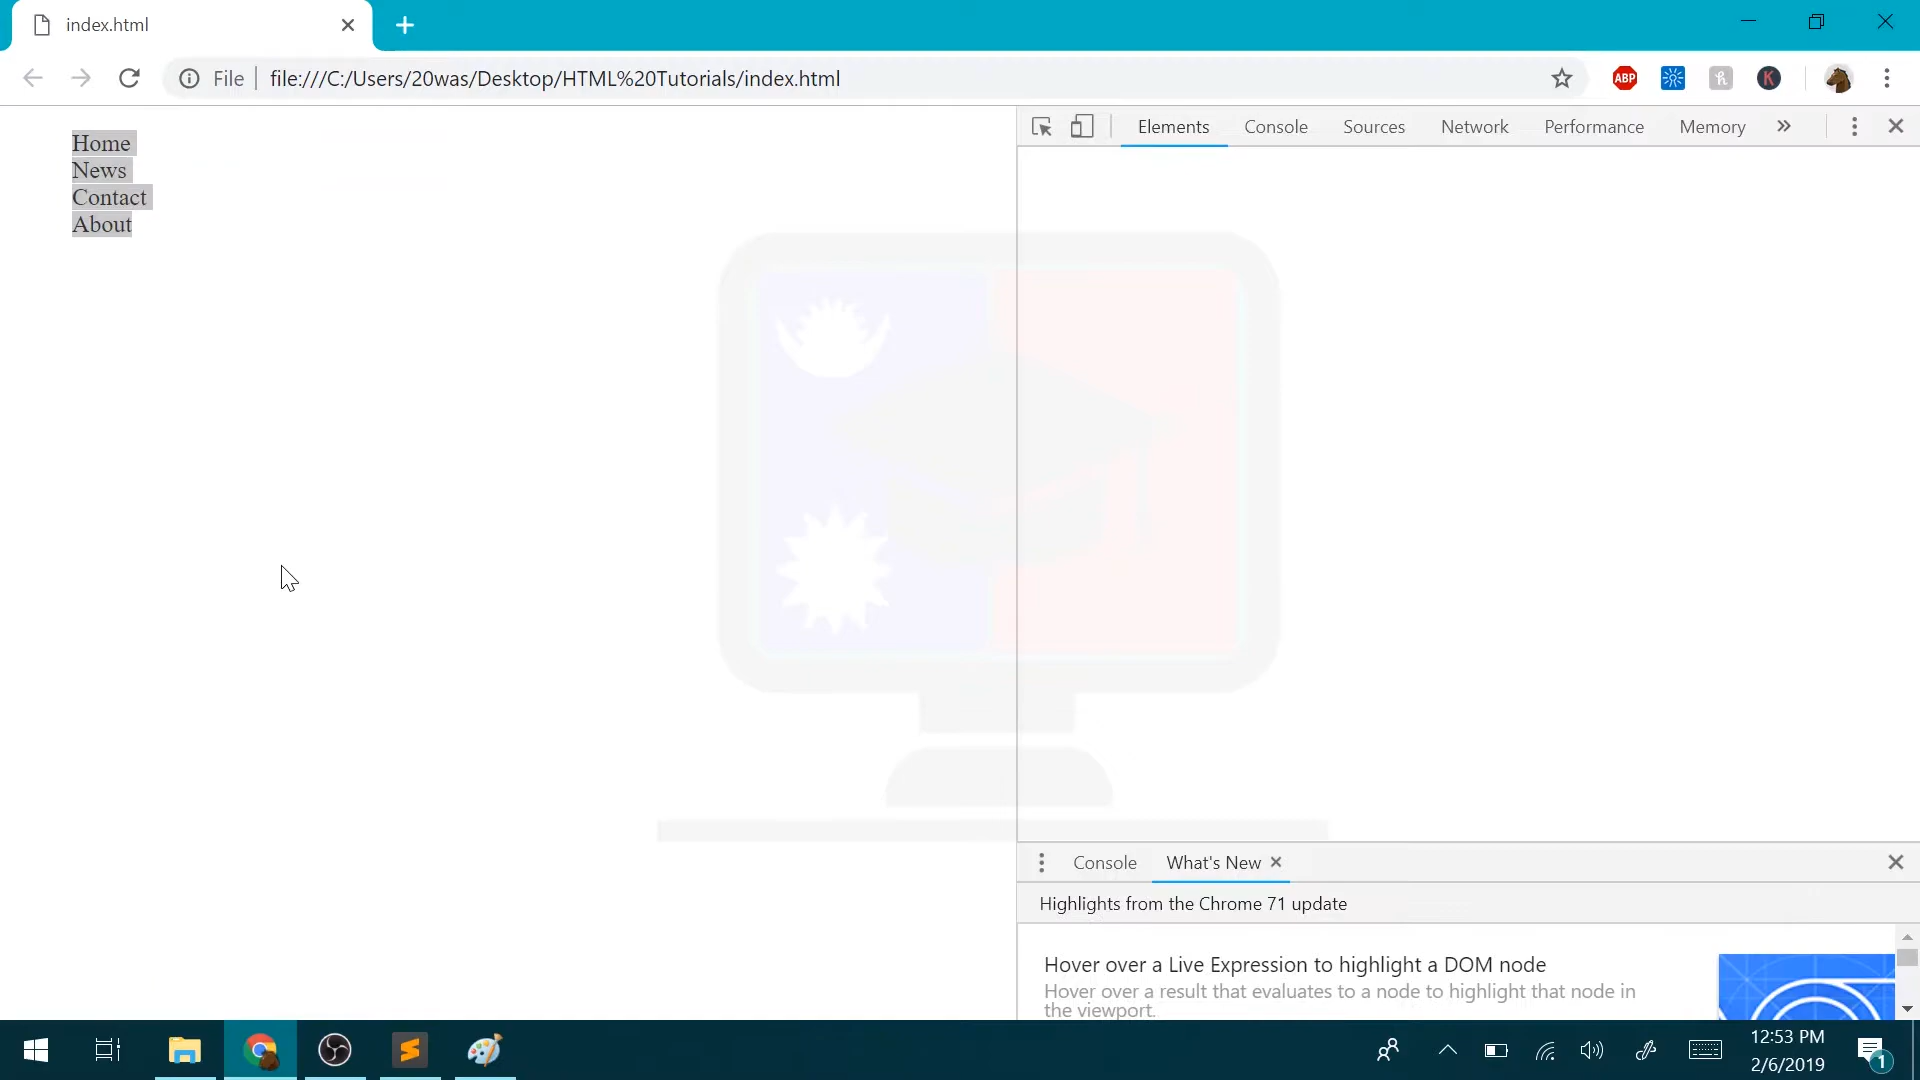 index.html
File
file:///C:/Users/20was/Desktop/HTML%20Tutorials/index.html
ABP
h
K
Home
News
Contact
About
Elements
Console
Sources
Network
Performance
Memory
Console
What's New
Highlights from the Chrome 71 update
Hover over a Live Expression to highlight a DOM node
Hover over a result that evaluates to a node to highlight that node in
the viewport.
12:53 PM
2/6/2019
1